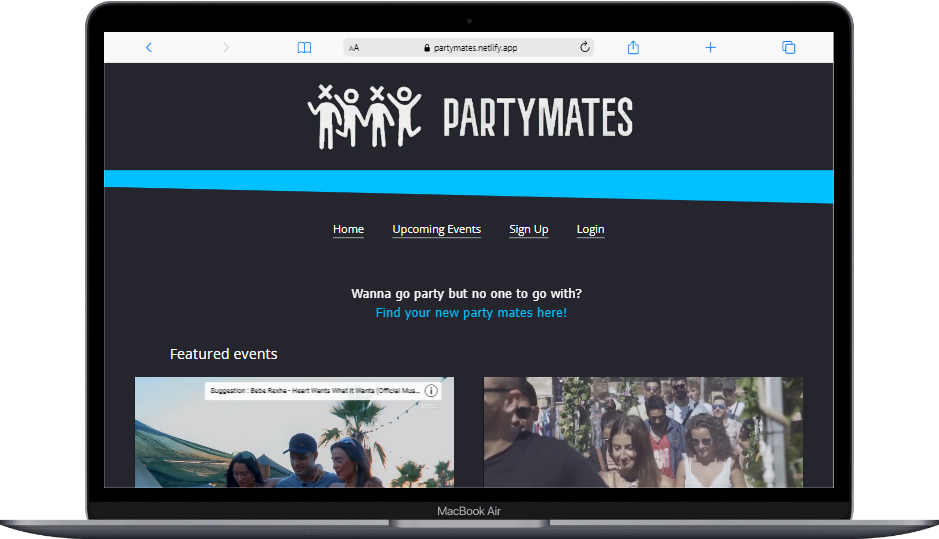 AA partymates.netlify.app
PARTYMATES
Home Upcoming Events Sign Up Login
Wanna go party but no one to go with?
Find your new party mates here!
Featured events
Suggestion : Bebe Rexha - Heart Wants What It Wants [Official Mus...
MacBook Air